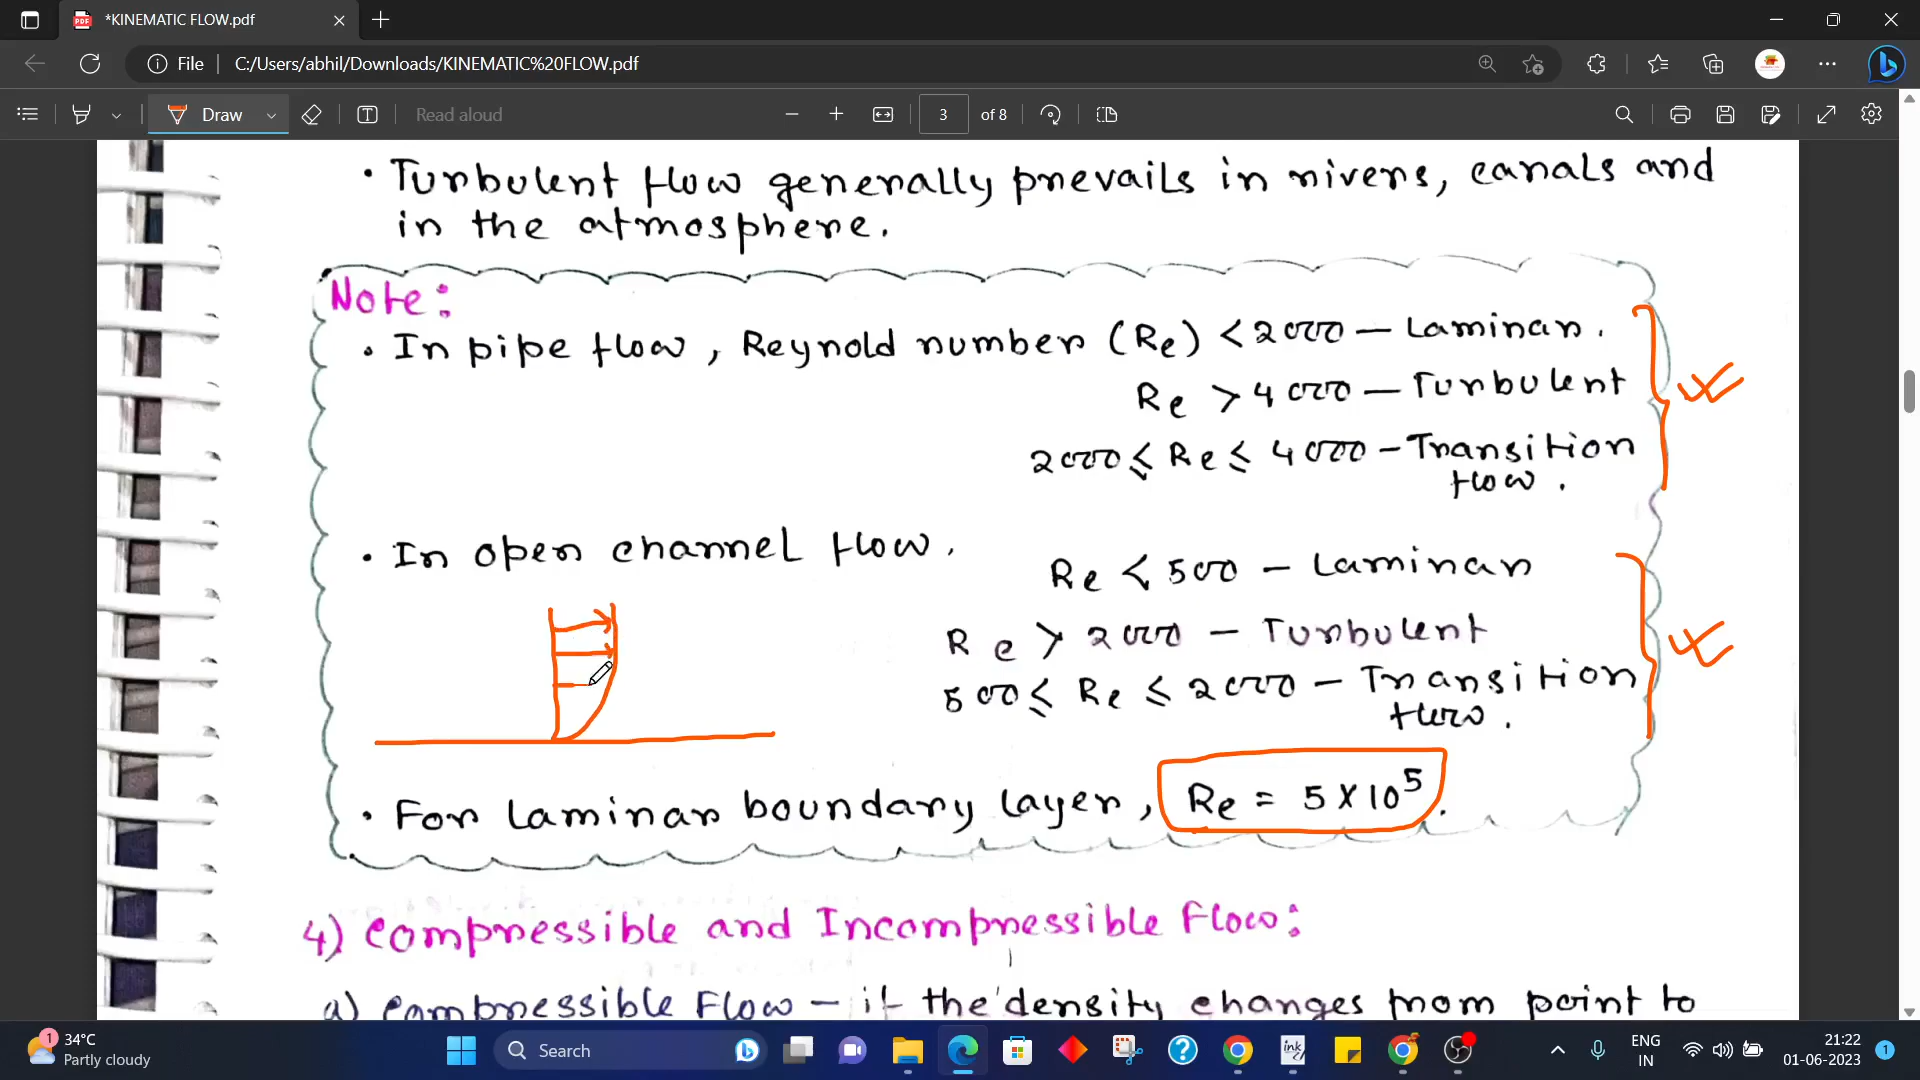 *KINEMATIC FLOW.pdf
File | C:/Users/abhil/Downloads/KINEMATIC%20FLOW.pdf
Draw Read aloud 3 of 8
• Turbulent flow generally prevails in rivers, canals and
in the atmosphere.
Note:
• In pipe flow, Reynold number (Re) < 2000 — Laminar.
Re > 4000 — Turbulent
2000 ≤ Re ≤ 4000 — Transition
flow.
• In open channel flow.
Re < 500 — Laminar
Re > 2000 — Turbulent
500 ≤ Re ≤ 2000 — Transition
flow.
• For Laminar boundary layer, Re = 5 X 10⁵.
4) Compressible and Incompressible Flow:
a) Compressible Flow — if the density changes from point to
1 34°C
Partly cloudy
Search
ink
ENG
IN
21:22
01-06-2023
1